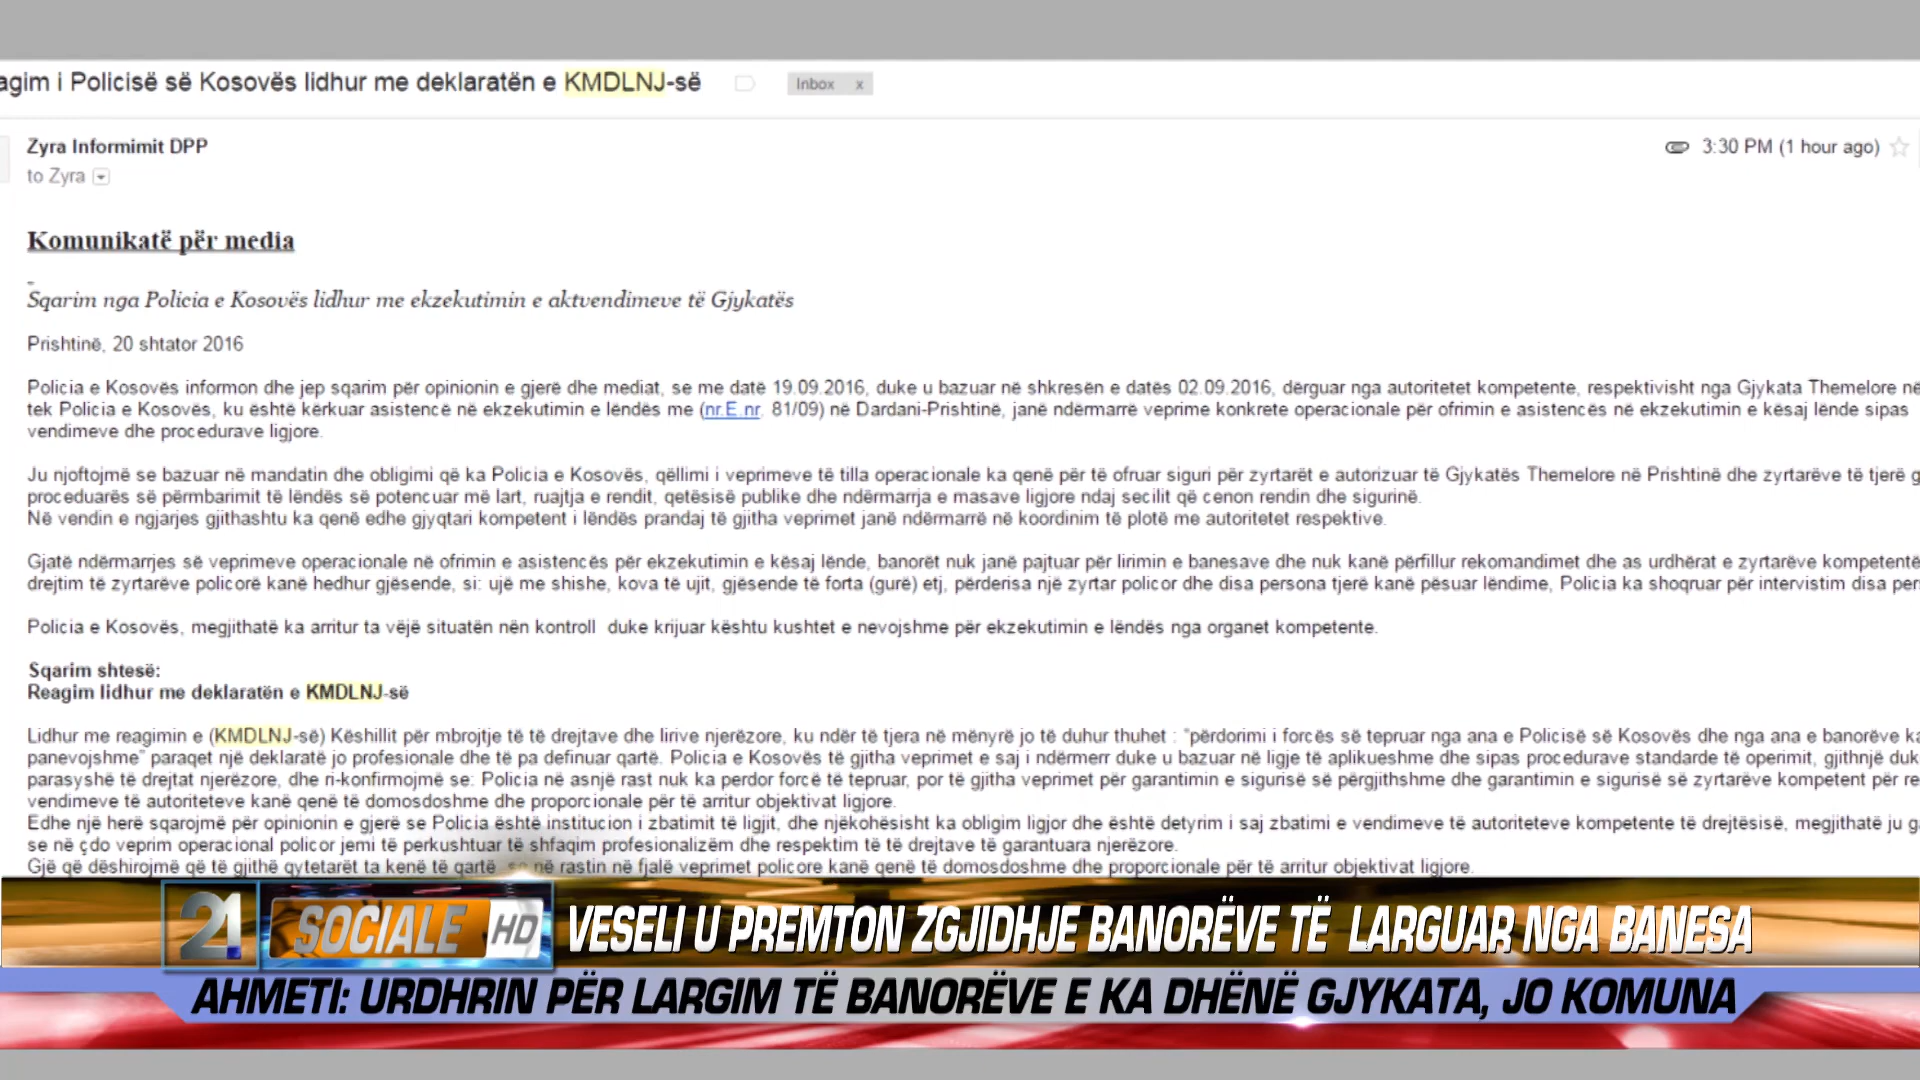 agim i Policisë së Kosovës lidhur me deklaratën e KMDLNJ-së Inbox x
Zyra Informimit DPP 3:30 PM (1 hour ago)
to Zyra
Komunikatë për media
Sqarim nga Policia e Kosovës lidhur me ekzekutimin e aktvendimeve të Gjykatës
Prishtinë, 20 shtator 2016
Policia e Kosovës informon dhe jep sqarim për opinionin e gjerë dhe mediat, se me datë 19.09.2016, duke u bazuar në shkresën e datës 02.09.2016, dërguar nga autoritetet kompetente, respektivisht nga Gjykata Themelore në
tek Policia e Kosovës, ku është kërkuar asistencë në ekzekutimin e lëndës me (nr.E.nr. 81/09) në Dardani-Prishtinë, janë ndërmarrë veprime konkrete operacionale për ofrimin e asistencës në ekzekutimin e kësaj lënde sipas
vendimeve dhe procedurave ligjore.
Ju njoftojmë se bazuar në mandatin dhe obligimi që ka Policia e Kosovës, qëllimi i veprimeve të tilla operacionale ka qenë për të ofruar siguri për zyrtarët e autorizuar të Gjykatës Themelore në Prishtinë dhe zyrtarëve të tjerë g
proceduarës së përmbarimit të lëndës së potencuar më lart, ruajtja e rendit, qetësisë publike dhe ndërmarrja e masave ligjore ndaj secilit që cenon rendin dhe sigurinë.
Në vendin e ngjarjes gjithashtu ka qenë edhe gjyqtari kompetent i lëndës prandaj të gjitha veprimet janë ndërmarrë në koordinim të plotë me autoritetet respektive.
Gjatë ndërmarrjes së veprimeve operacionale në ofrimin e asistencës për ekzekutimin e kësaj lënde, banorët nuk janë pajtuar për lirimin e banesave dhe nuk kanë përfillur rekomandimet dhe as urdhërat e zyrtarëve kompetentë
drejtim të zyrtarëve policorë kanë hedhur gjësende, si: ujë me shishe, kova të ujit, gjësende të forta (gurë) etj, përderisa një zyrtar policor dhe disa persona tjerë kanë pësuar lëndime, Policia ka shoqruar për intervistim disa per
Policia e Kosovës, megjithatë ka arritur ta vëjë situatën nën kontroll duke krijuar kështu kushtet e nevojshme për ekzekutimin e lëndës nga organet kompetente.
Sqarim shtesë:
Reagim lidhur me deklaratën e KMDLNJ-së
Lidhur me reagimin e (KMDLNJ-së) Këshillit për mbrojtje të të drejtave dhe lirive njerëzore, ku ndër të tjera në mënyrë jo të duhur thuhet : "përdorimi i forcës së tepruar nga ana e Policisë së Kosovës dhe nga ana e banorëve ka
panevojshme" paraqet një deklaratë jo profesionale dhe të pa definuar qartë. Policia e Kosovës të gjitha veprimet e saj i ndërmerr duke u bazuar në ligje të aplikueshme dhe sipas procedurave standarde të operimit, gjithnjë duk
parasyshë të drejtat njerëzore, dhe ri-konfirmojmë se: Policia në asnjë rast nuk ka perdor forcë të tepruar, por të gjitha veprimet për garantimin e sigurisë së përgjithshme dhe garantimin e sigurisë së zyrtarëve kompetent për re
vendimeve të autoriteteve kanë qenë të domosdoshme dhe proporcionale për të arritur objektivat ligjore.
Edhe një herë sqarojmë për opinionin e gjerë se Policia është institucion i zbatimit të ligjit, dhe njëkohësisht ka obligim ligjor dhe është detyrim i saj zbatimi e vendimeve të autoriteteve kompetente të drejtësisë, megjithatë ju g
se në çdo veprim operacional policor jemi të perkushtuar të shfaqim profesionalizëm dhe respektim të të drejtave të garantuara njerëzore.
Gjë që dëshirojmë që të gjithë qytetarët ta kenë të qartë se në rastin në fjalë veprimet policore kanë qenë të domosdoshme dhe proporcionale për të arritur objektivat ligjore.
21 SOCIALE HD VESELI U PREMTON ZGJIDHJE BANORËVE TË LARGUAR NGA BANESA
AHMETI: URDHRIN PËR LARGIM TË BANORËVE E KA DHËNË GJYKATA, JO KOMUNA